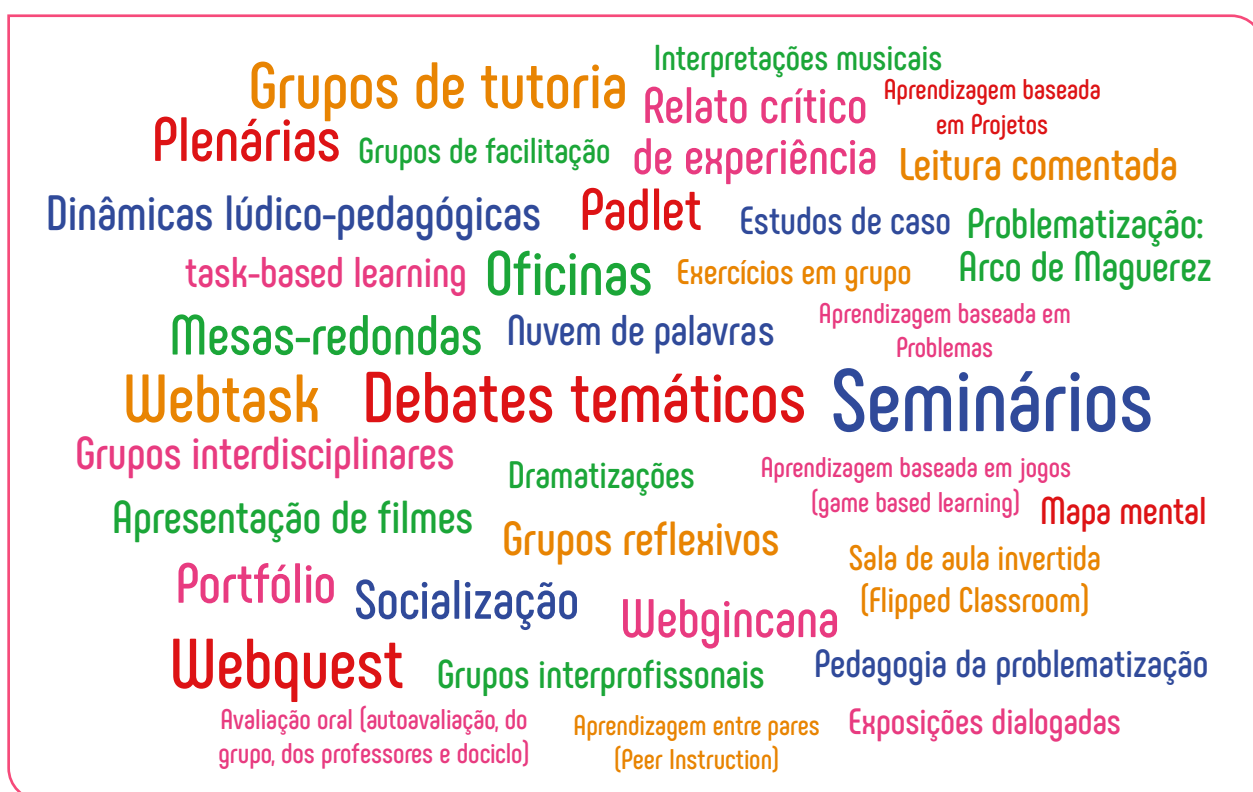 Interpretações musicais
Grupos de tutoria
Relato crítico
de experiência
Aprendizagem baseada
em Projetos
Plenárias
Grupos de facilitação
Leitura comentada
Dinâmicas lúdico-pedagógicas
Padlet
Estudos de caso
Problematização:
Arco de Maguerez
task-based learning
Oficinas
Exercícios em grupo
Mesas-redondas
Nuvem de palavras
Aprendizagem baseada em
Problemas
Webtask
Debates temáticos
Seminários
Grupos interdisciplinares
Dramatizações
Aprendizagem baseada em jogos
(game based learning)
Mapa mental
Apresentação de filmes
Grupos reflexivos
Sala de aula invertida
(Flipped Classroom)
Portfólio
Socialização
Webgincana
Webquest
Grupos interprofissonais
Pedagogia da problematização
Avaliação oral (autoavaliação, do
grupo, dos professores e dociclo)
Aprendizagem entre pares
(Peer Instruction)
Exposições dialogadas